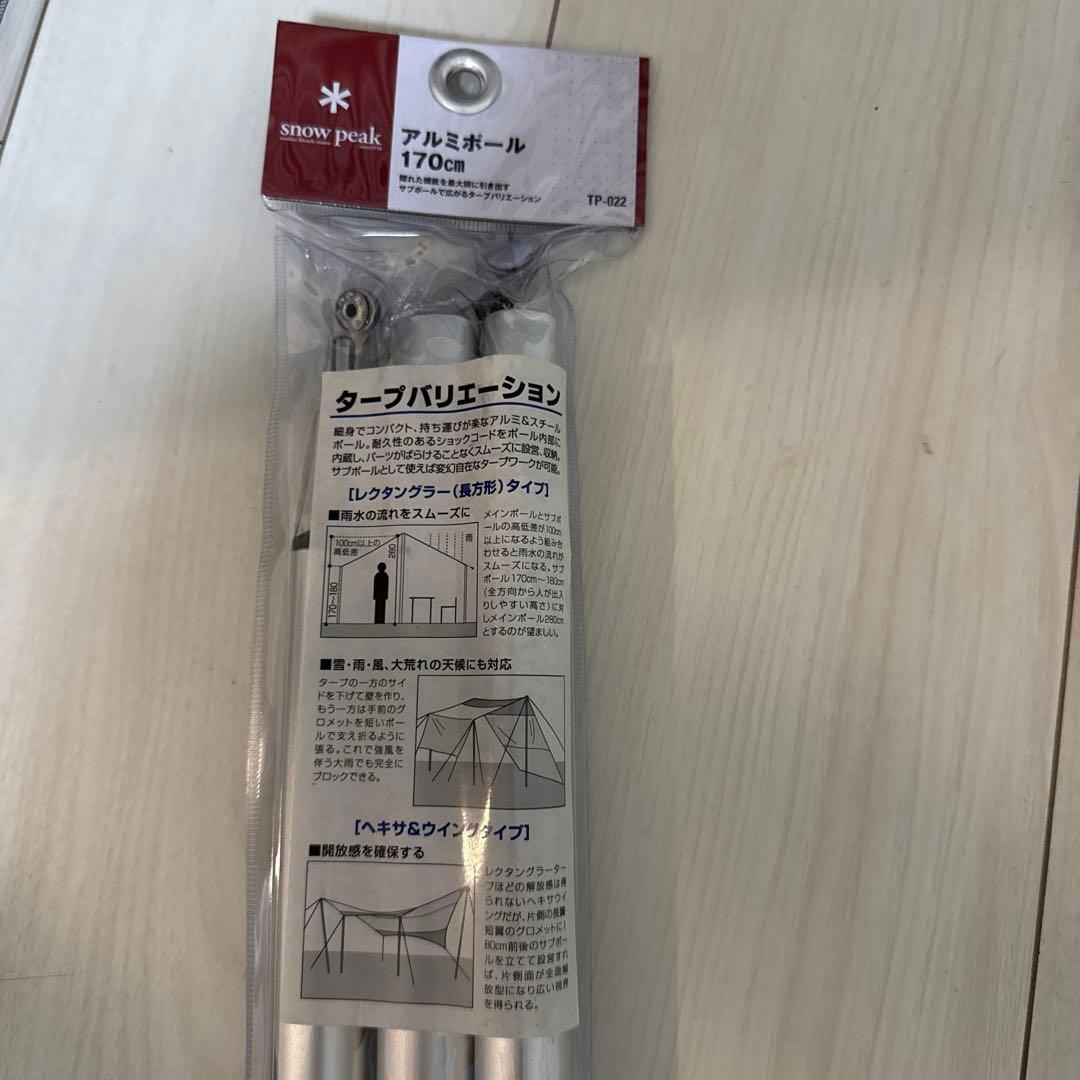 snow peak
アルミポール
170cm
隠れた機能を最大限に引き出す
サブポールで広がるタープバリエーション
TP-022
タープバリエーション
細身でコンパクト、持ち運びが楽なアルミ&スチール
ポール。耐久性のあるショックコードをポール内部に
内蔵し、パーツがばらけることなくスムーズに設営、収納。
サブポールとして使えば変幻自在なタープワークが可能。
[レクタングラー(長方形)タイプ]
■雨水の流れをスムーズに
100cm以上の
高低差
280
雨
170〜180
メインポールとサブポ
ールの高低差が100cm
以上になるよう組み合
わせると雨水の流れが
スムーズになる。サブ
ポール170cm〜180cm
(全方向から人が出入
りしやすい高さ)に対
しメインポール280cm
とするのが望ましい。
■雪・雨・風、大荒れの天候にも対応
タープの一方のサイ
ドを下げて壁を作り、
もう一方は手前のグ
ロメットを短いポー
ルで支え折るように
張る。これで強風を
伴う大雨でも完全に
ブロックできる。
[ヘキサ&ウイングタイプ]
■開放感を確保する
レクタングラーター
プほどの解放感は得
られないヘキサウイ
ングだが、片側の長翼
短翼のグロメットに1
80cm前後のサブポー
ルを立てて設営すれ
ば、片側面が全面解
放型になり広い視界
を得られる。